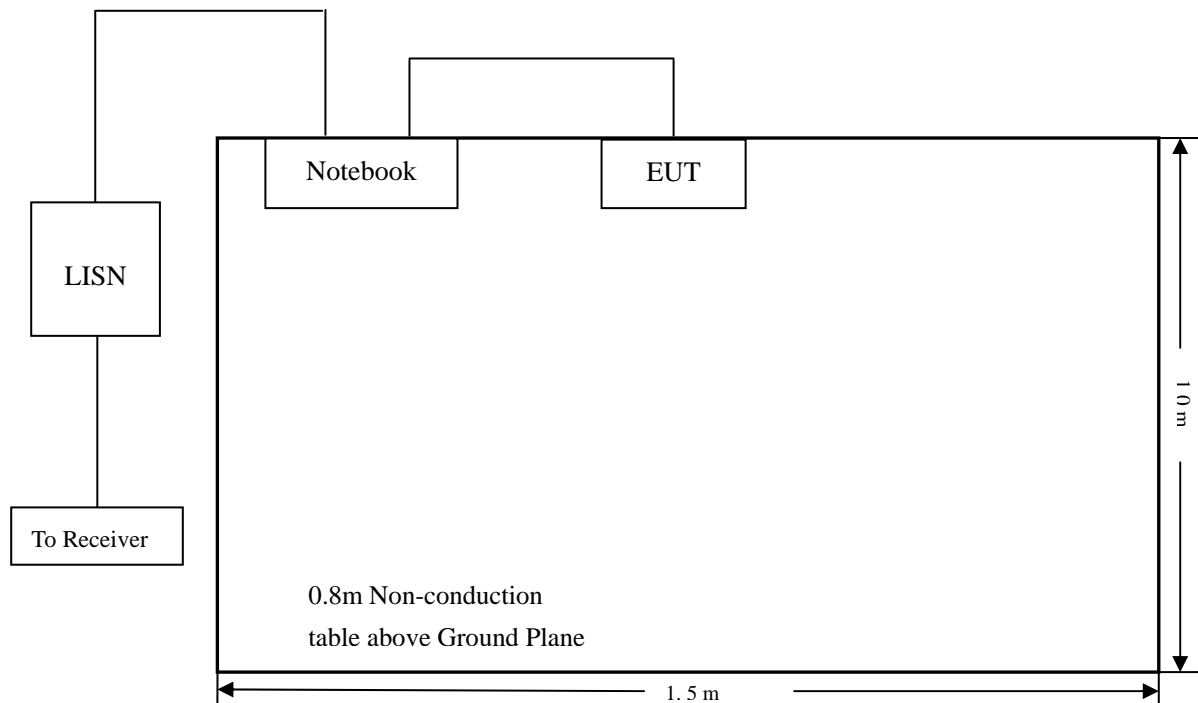 Notebook
EUT
LISN
To Receiver
0.8m Non-conduction
table above Ground Plane
1.5 m
1 0 m